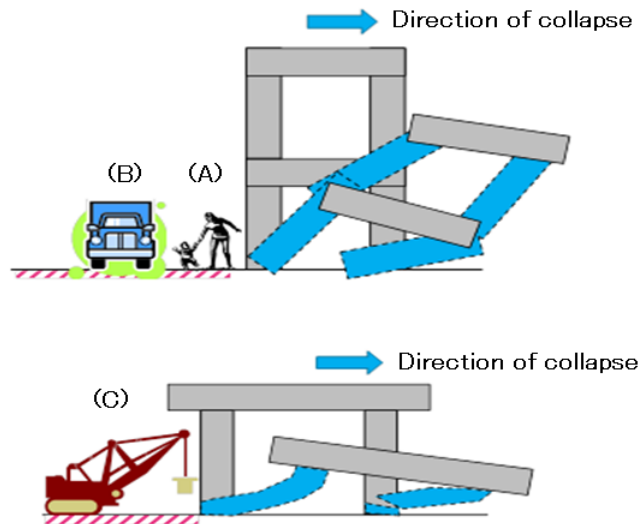 Direction of collapse
(B) (A)
Direction of collapse
(C)